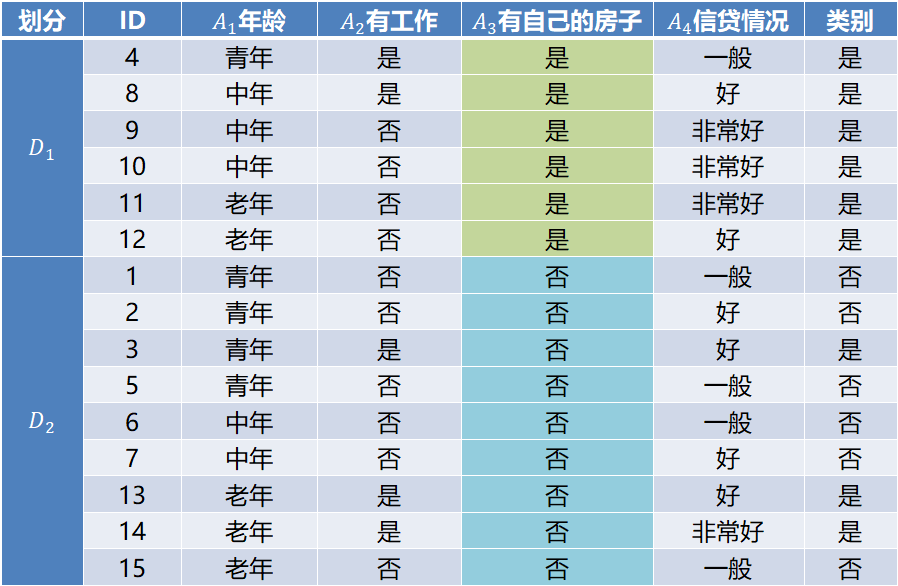 划分 ID A₁年龄 A₂有工作 A₃有自己的房子 A₄信贷情况 类别
D₁
4 青年 是 是 一般 是
8 中年 是 是 好 是
9 中年 否 是 非常好 是
10 中年 否 是 非常好 是
11 老年 否 是 非常好 是
12 老年 否 是 好 是
D₂
1 青年 否 否 一般 否
2 青年 否 否 好 否
3 青年 是 否 好 是
5 青年 否 否 一般 否
6 中年 否 否 一般 否
7 中年 否 否 好 否
13 老年 是 否 好 是
14 老年 是 否 非常好 是
15 老年 否 否 一般 否